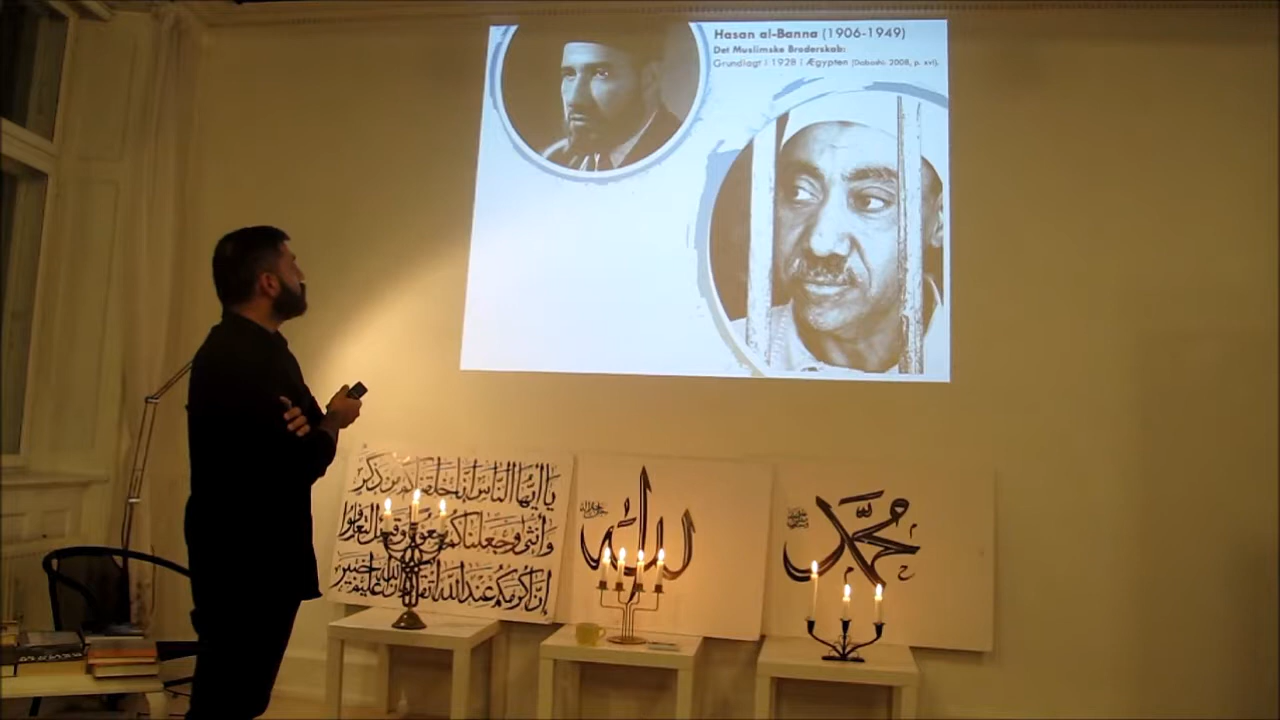 Hasan al-Banna (1906-1949)
Det Muslimske Broderskab:
Grundlagt i 1928 i Ægypten (Dabashi 2008, p. xvi).
يا أيها الناس إنا خلقناكم من ذكر
وأنثى وجعلناكم شعوبا وقبائل لتعارفوا
إن أكرمكم عند الله أتقاكم إن الله عليم خبير
الله
محمد